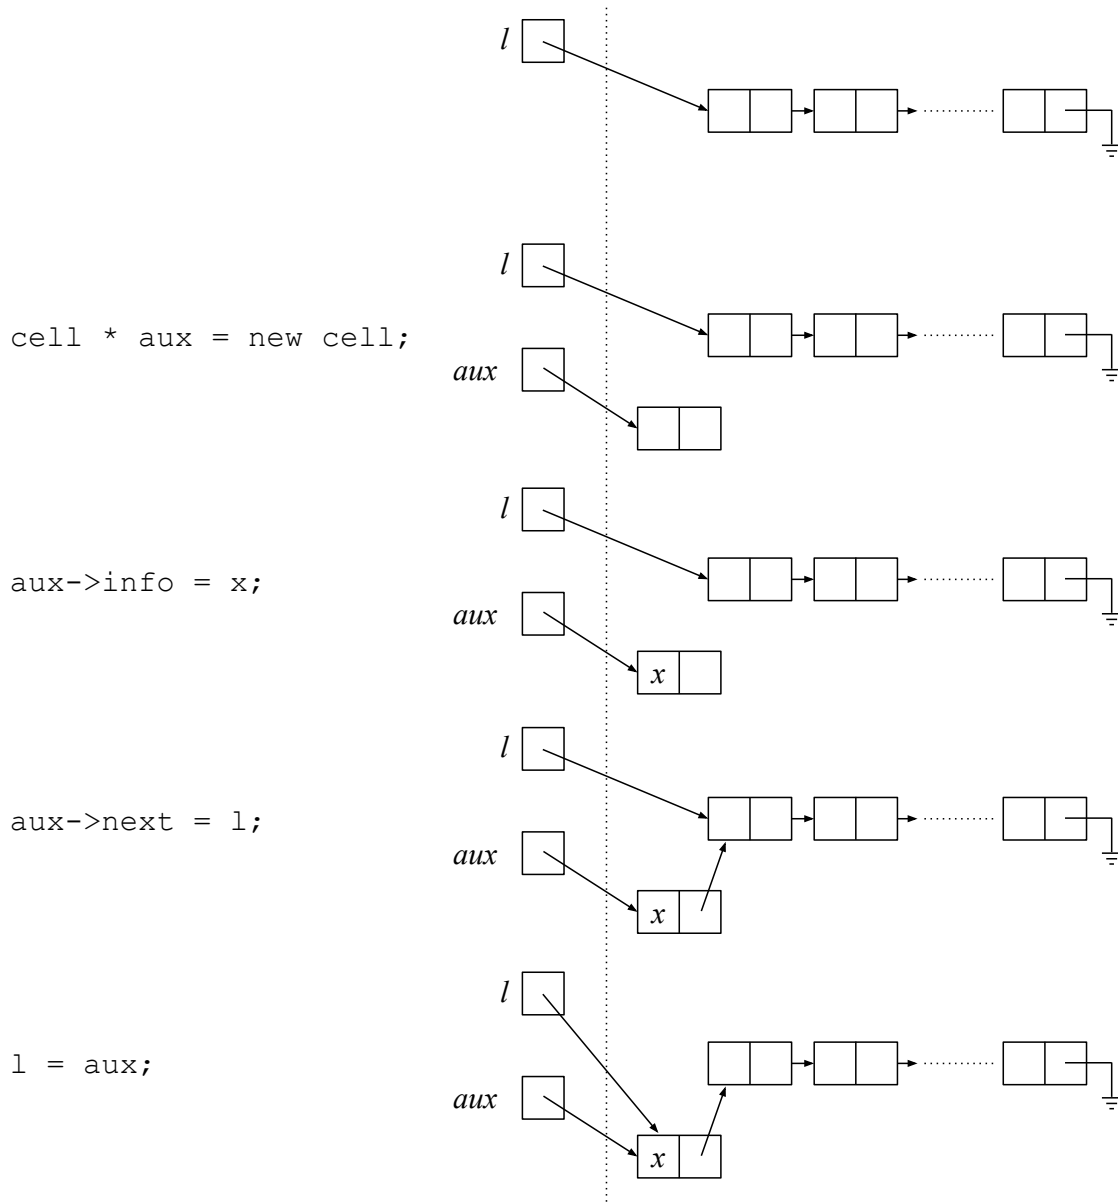 l
l
cell * aux = new cell;
aux
l
aux->info = x;
aux
x
l
aux->next = l;
aux
x
l
l = aux;
aux
x